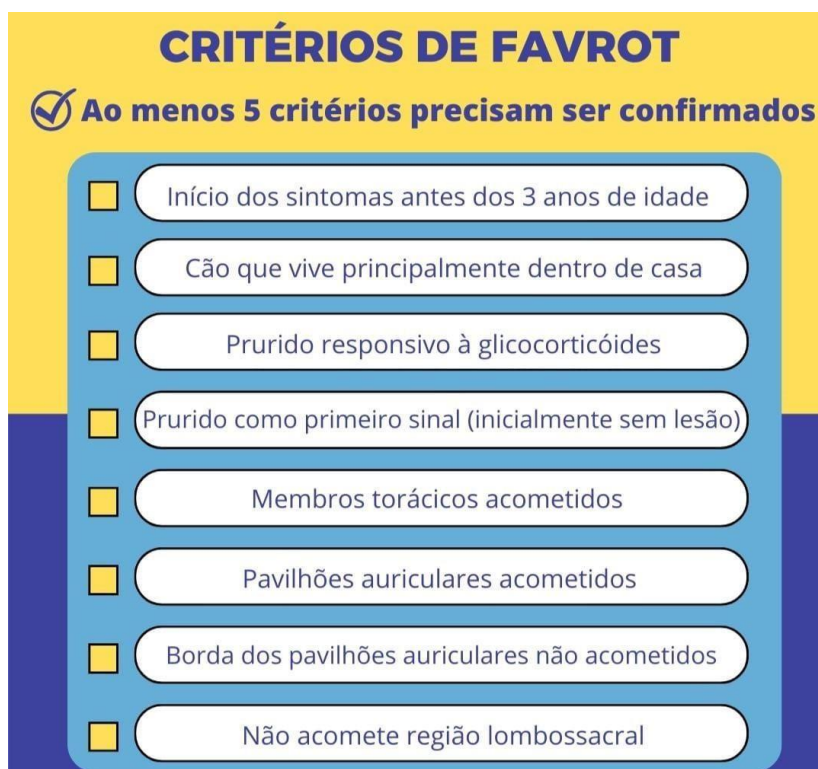 CRITÉRIOS DE FAVROT
Ao menos 5 critérios precisam ser confirmados
Início dos sintomas antes dos 3 anos de idade
Cão que vive principalmente dentro de casa
Prurido responsivo à glicocorticóides
Prurido como primeiro sinal (inicialmente sem lesão)
Membros torácicos acometidos
Pavilhões auriculares acometidos
Borda dos pavilhões auriculares não acometidos
Não acomete região lombossacral